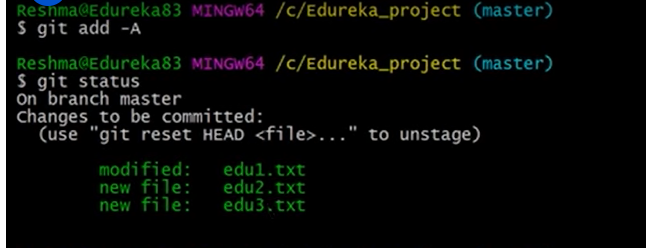 Reshma@Edureka83 MINGW64 /c/Edureka_project (master)
$ git add -A
Reshma@Edureka83 MINGW64 /c/Edureka_project (master)
$ git status
On branch master
Changes to be committed:
(use "git reset HEAD <file>..." to unstage)
modified: edu1.txt
new file: edu2.txt
new file: edu3.txt